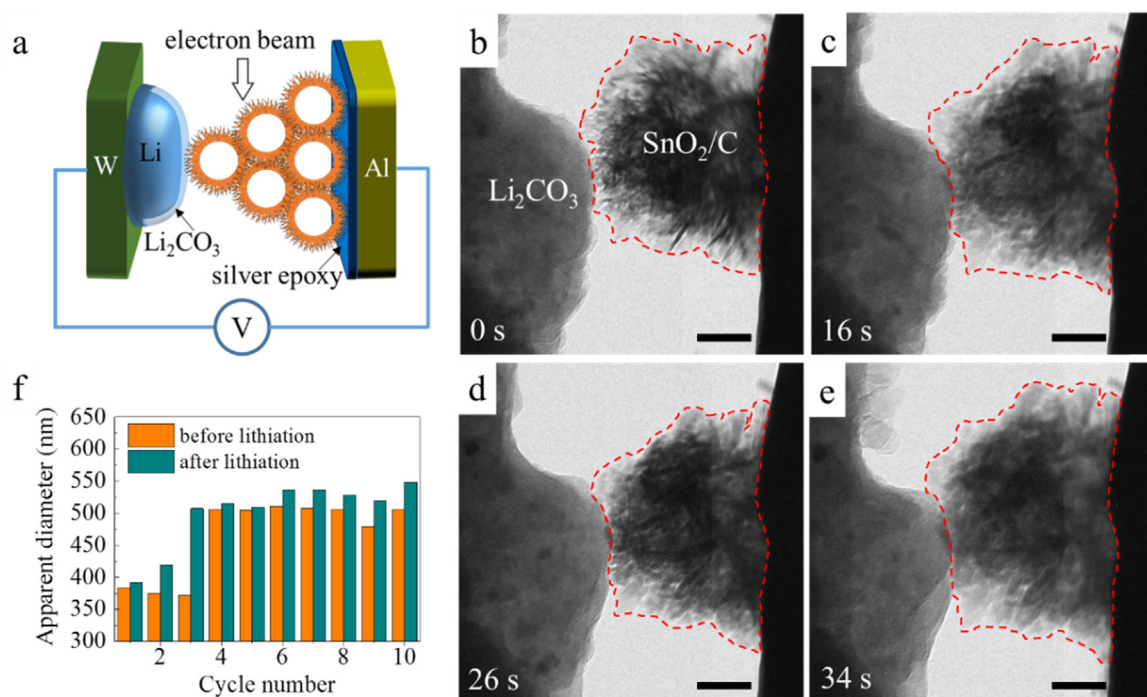 a
electron beam
W
Li
Al
Li₂CO₃
silver epoxy
V
b
SnO₂/C
Li₂CO₃
0 s
c
16 s
f
650
600
550
500
450
400
350
300
before lithiation
after lithiation
Apparent diameter (nm)
2
4
6
8
10
Cycle number
d
26 s
e
34 s